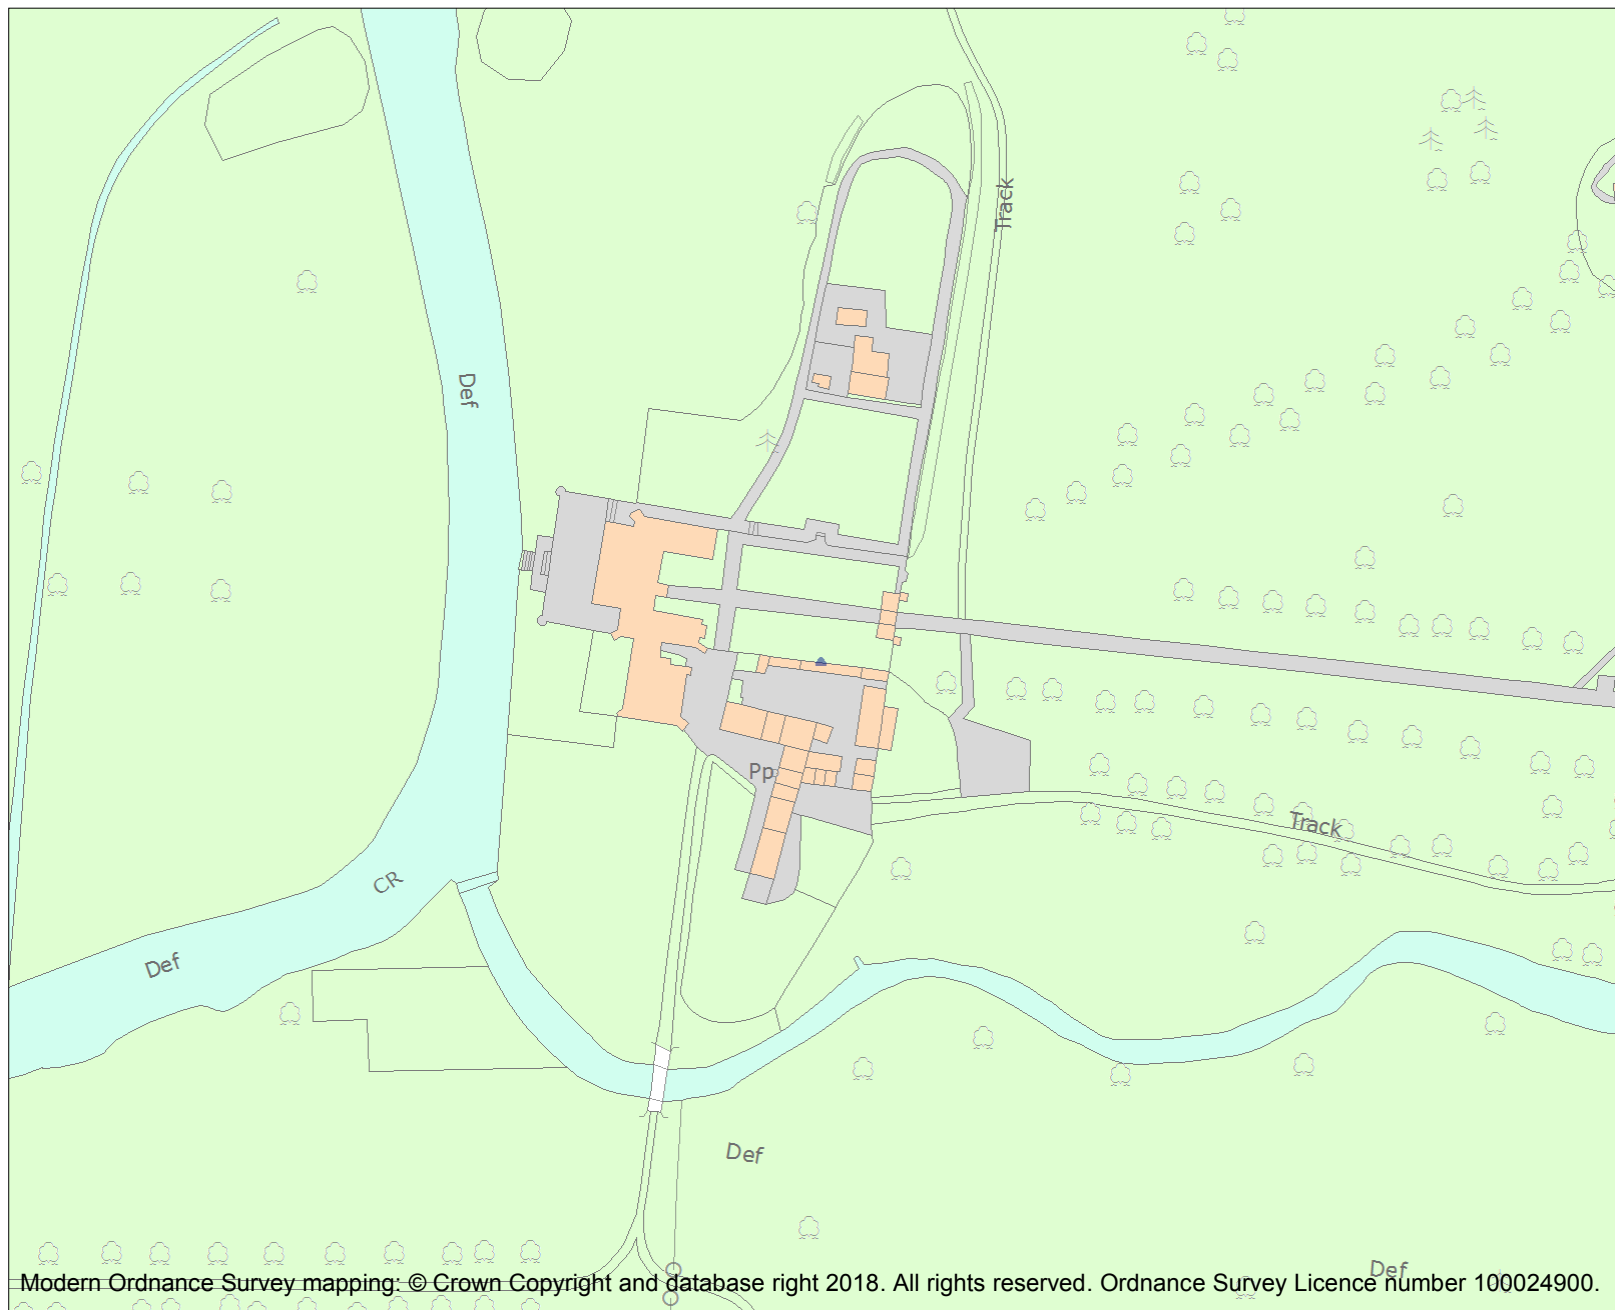 Track
Def
Pp
Track
CR
Def
Def
Def
Modern Ordnance Survey mapping: © Crown Copyright and database right 2018. All rights reserved. Ordnance Survey Licence number 100024900.